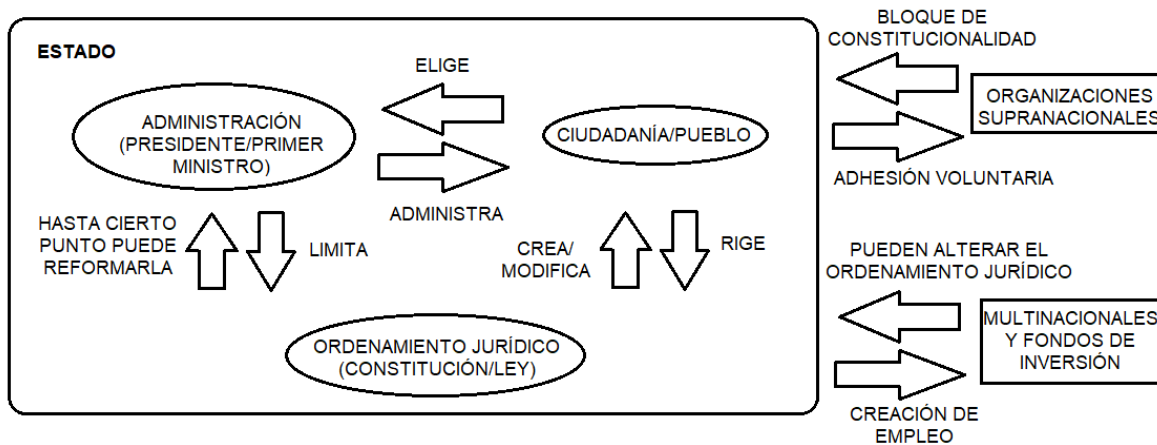 ESTADO
ELIGE
ADMINISTRACIÓN
(PRESIDENTE/PRIMER
MINISTRO)
CIUDADANÍA/PUEBLO
ADMINISTRA
HASTA CIERTO
PUNTO PUEDE
REFORMARLA
LIMITA
CREA/
MODIFICA
RIGE
ORDENAMIENTO JURÍDICO
(CONSTITUCIÓN/LEY)
BLOQUE DE
CONSTITUCIONALIDAD
ORGANIZACIONES
SUPRANACIONALES
ADHESIÓN VOLUNTARIA
PUEDEN ALTERAR EL
ORDENAMIENTO JURÍDICO
MULTINACIONALES
Y FONDOS DE
INVERSIÓN
CREACIÓN DE
EMPLEO